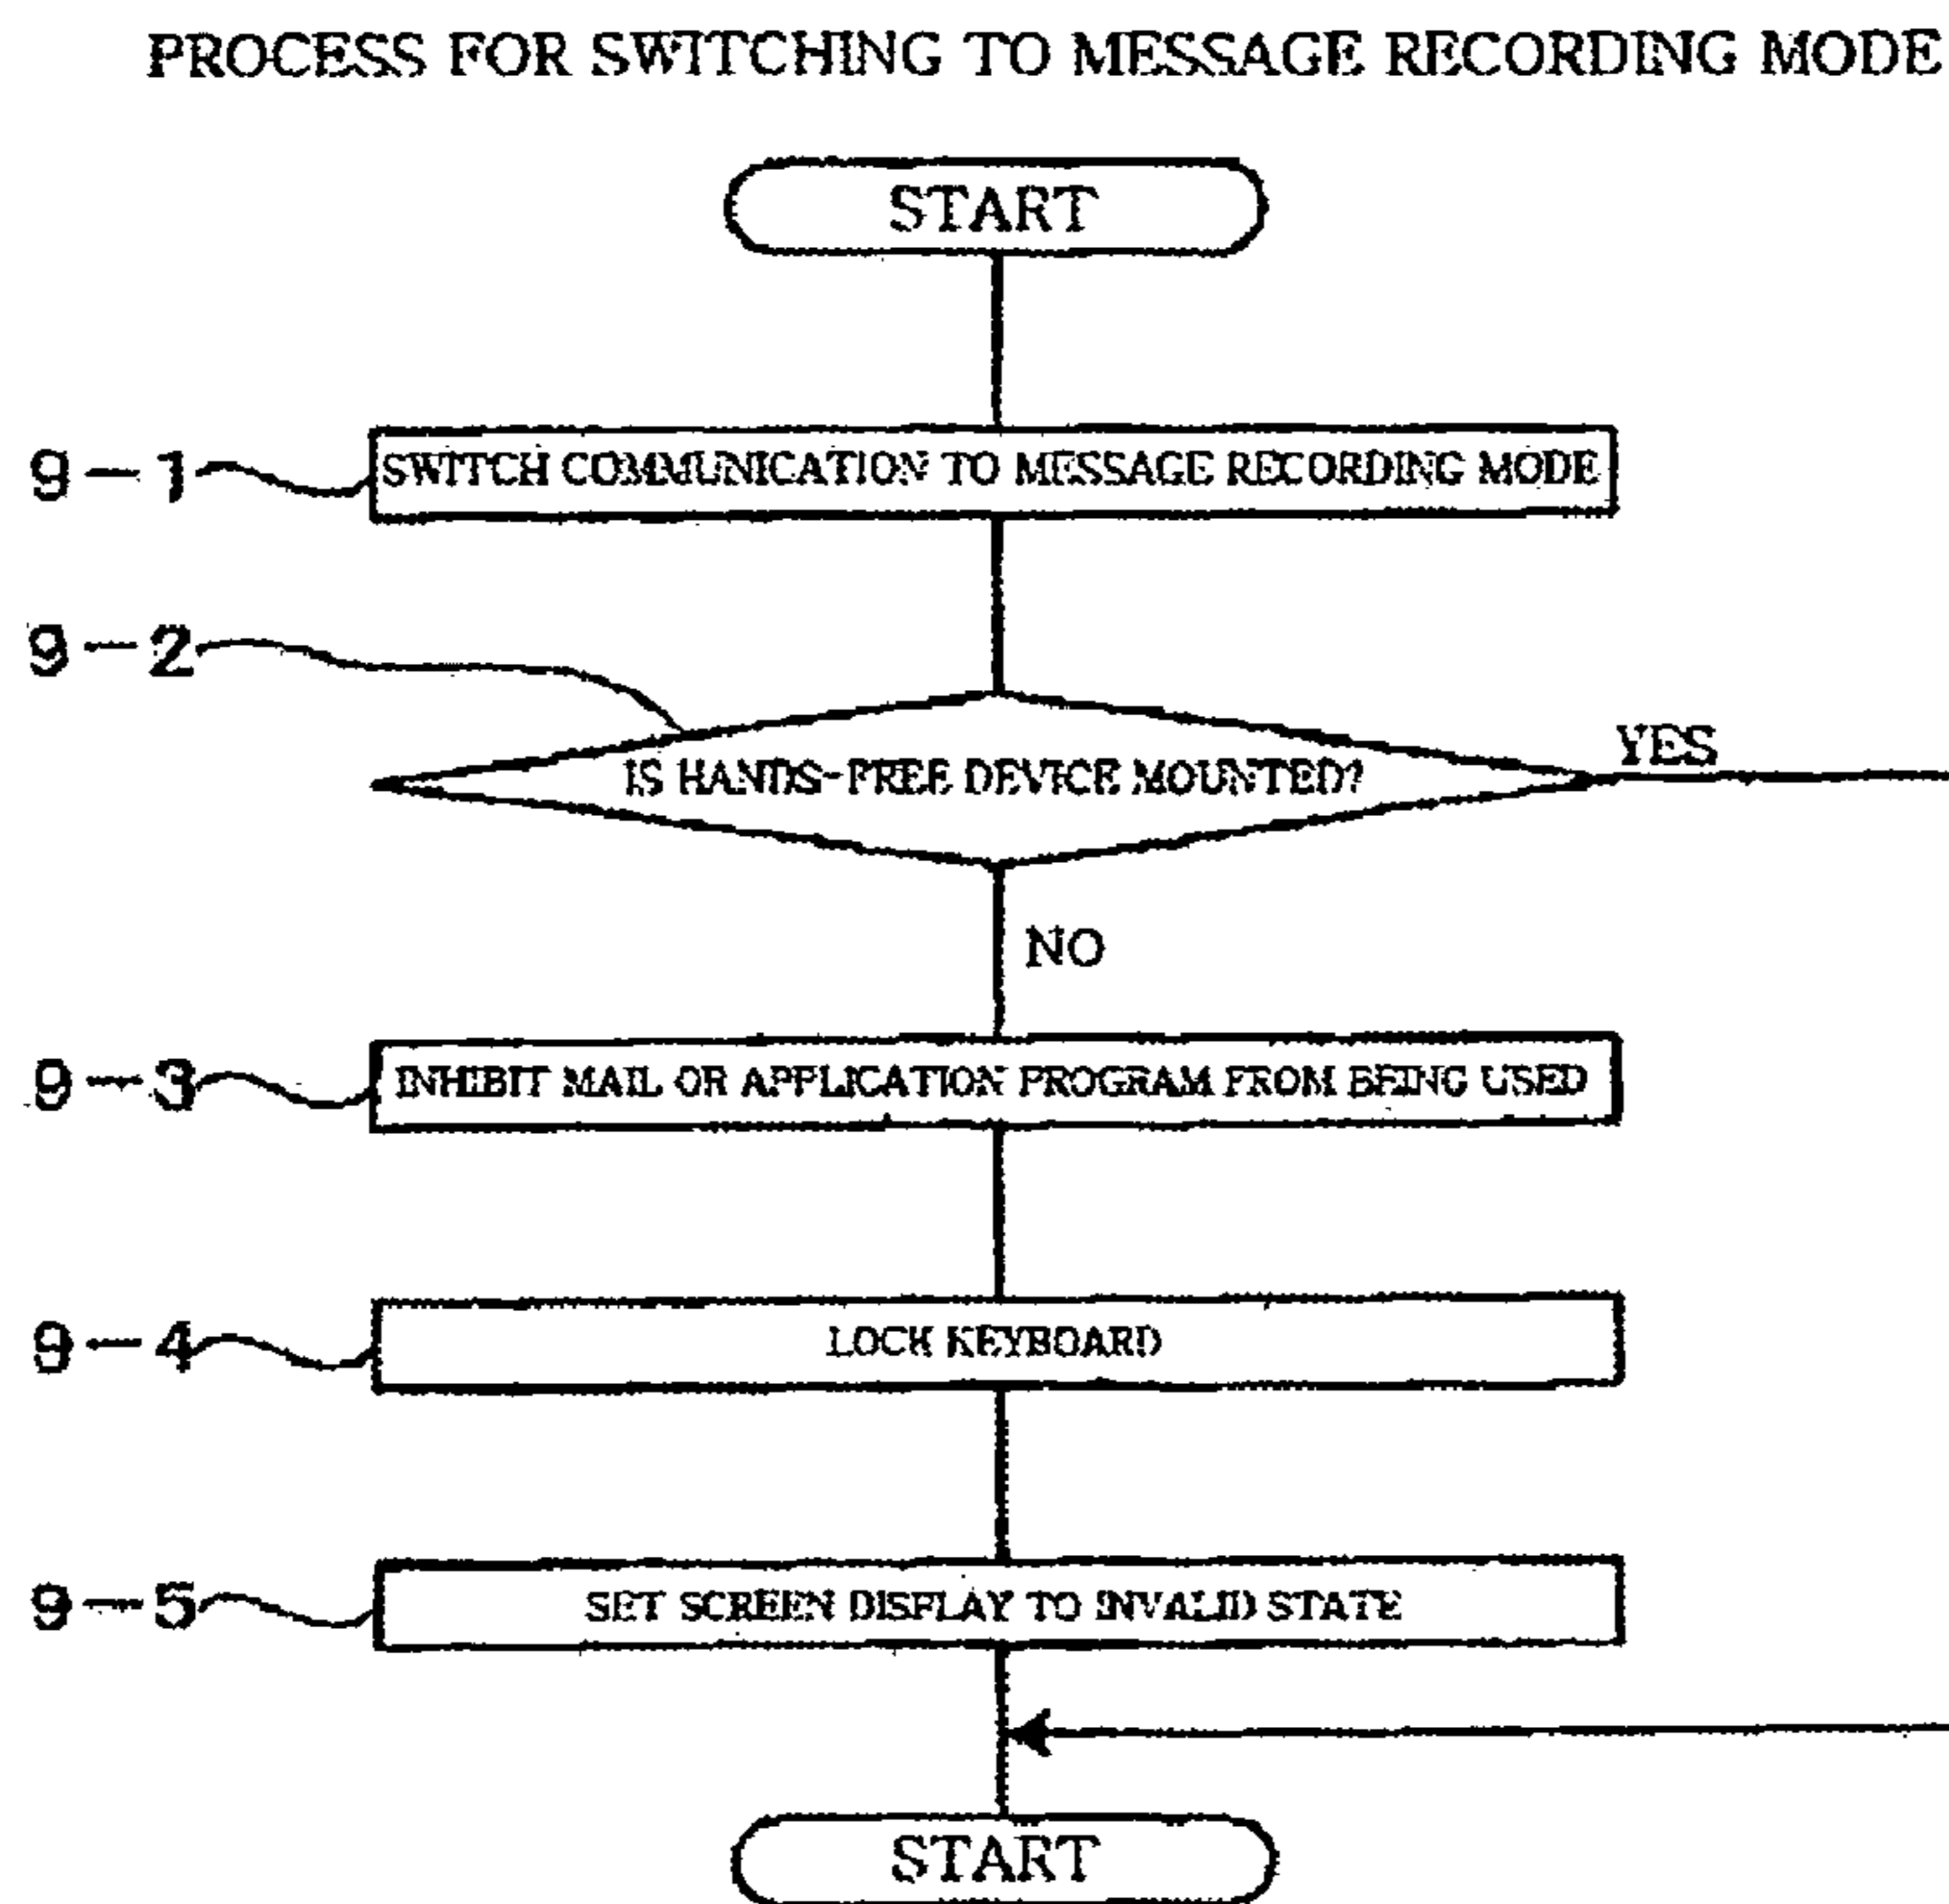 PROCESS FOR SWITCHING TO MESSAGE RECORDING MODE
START
9-1 SWITCH COMMUNICATION TO MESSAGE RECORDING MODE
9-2
IS HANDS-FREE DEVICE MOUNTED?
YES
NO
9-3 INHIBIT MAIL OR APPLICATION PROGRAM FROM BEING USED
9-4 LOCH KEYBOARD
9-5 SET SCREEN DISPLAY TO INVALID STATE
START